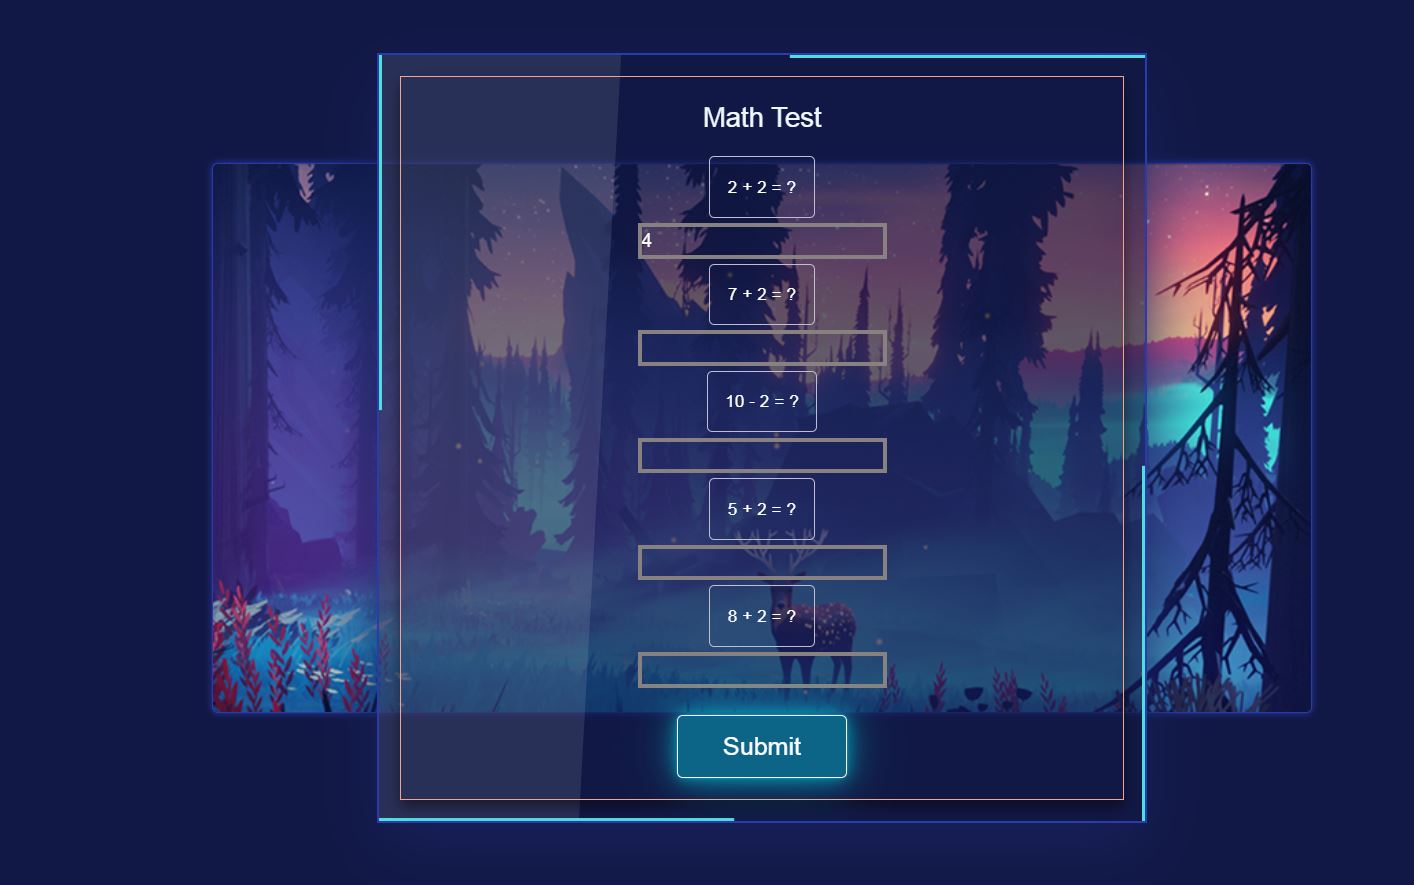 Math Test
2 + 2 = ?
4
7 + 2 = ?
10 - 2 = ?
5 + 2 = ?
8 + 2 = ?
Submit